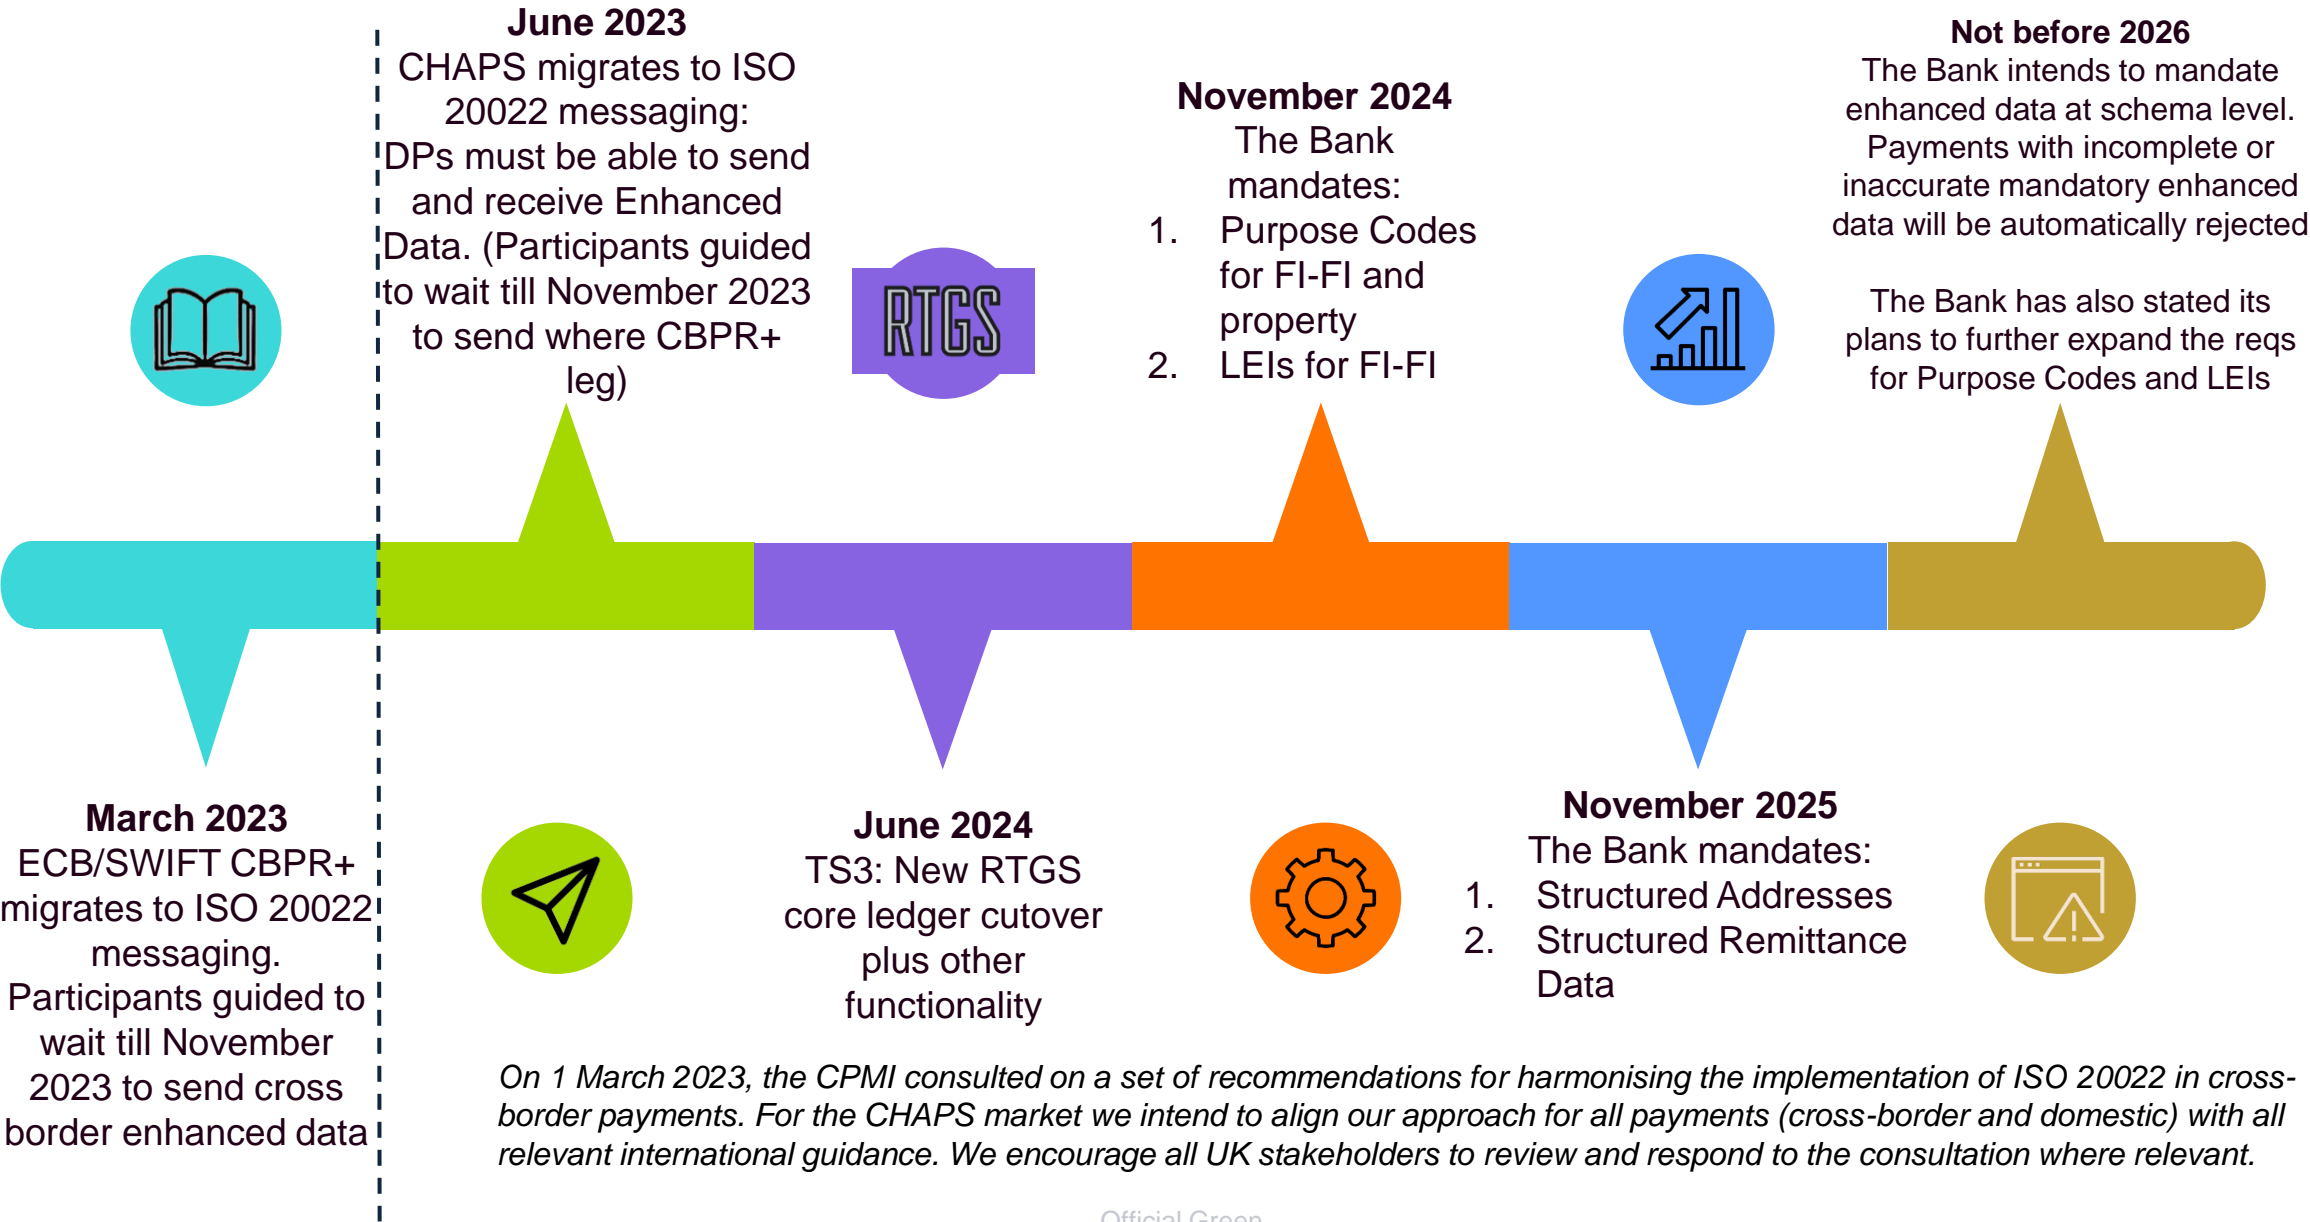 June 2023
CHAPS migrates to ISO
20022 messaging:
DPs must be able to send
and receive Enhanced
Data. (Participants guided
to wait till November 2023
to send where CBPR+
leg)
RTGS
November 2024
The Bank
mandates:
1. Purpose Codes
for FI-FI and
property
2. LEIs for FI-FI
Not before 2026
The Bank intends to mandate
enhanced data at schema level.
Payments with incomplete or
inaccurate mandatory enhanced
data will be automatically rejected
The Bank has also stated its
plans to further expand the reqs
for Purpose Codes and LEIs
March 2023
ECB/SWIFT CBPR+
migrates to ISO 20022
messaging.
Participants guided to
wait till November
2023 to send cross
border enhanced data
June 2024
TS3: New RTGS
core ledger cutover
plus other
functionality
November 2025
The Bank mandates:
1. Structured Addresses
2. Structured Remittance
Data
On 1 March 2023, the CPMI consulted on a set of recommendations for harmonising the implementation of ISO 20022 in cross-
border payments. For the CHAPS market we intend to align our approach for all payments (cross-border and domestic) with all
relevant international guidance. We encourage all UK stakeholders to review and respond to the consultation where relevant.
Official Green